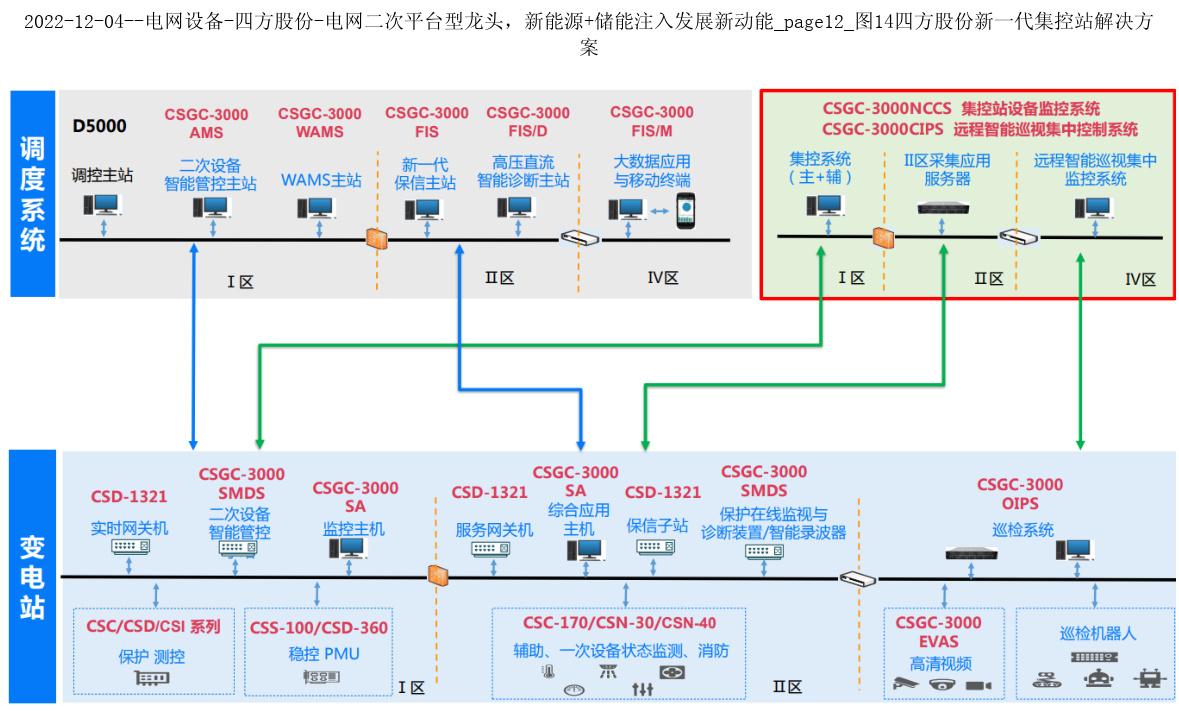 2022-12-04--电网设备-四方股份-电网二次平台型龙头，新能源+储能注入发展新动能_page12_图14四方股份新一代集控站解决方
案
调度系统
D5000
调控主站
CSGC-3000
AMS
二次设备
智能管控主站
CSGC-3000
WAMS
WAMS主站
CSGC-3000
FIS
新一代
保信主站
CSGC-3000
FIS/D
高压直流
智能诊断主站
CSGC-3000
FIS/M
大数据应用
与移动终端
I 区
II区
IV区
CSGC-3000NCCS 集控站设备监控系统
CSGC-3000CIPS 远程智能巡视集中控制系统
集控系统
（主+辅）
II区采集应用
服务器
远程智能巡视集中
监控系统
I 区
II区
IV区
变电站
CSD-1321
实时网关机
CSGC-3000
SMDS
二次设备
智能管控
CSGC-3000
SA
监控主机
CSD-1321
服务网关机
CSGC-3000
SA
综合应用
主机
CSD-1321
保信子站
CSGC-3000
SMDS
保护在线监视与
诊断装置/智能录波器
CSGC-3000
OIPS
巡检系统
CSC/CSD/CSI 系列
保护 测控
CSS-100/CSD-360
稳控 PMU
I 区
CSC-170/CSN-30/CSN-40
辅助、一次设备状态监测、消防
II区
CSGC-3000
EVAS
高清视频
巡检机器人